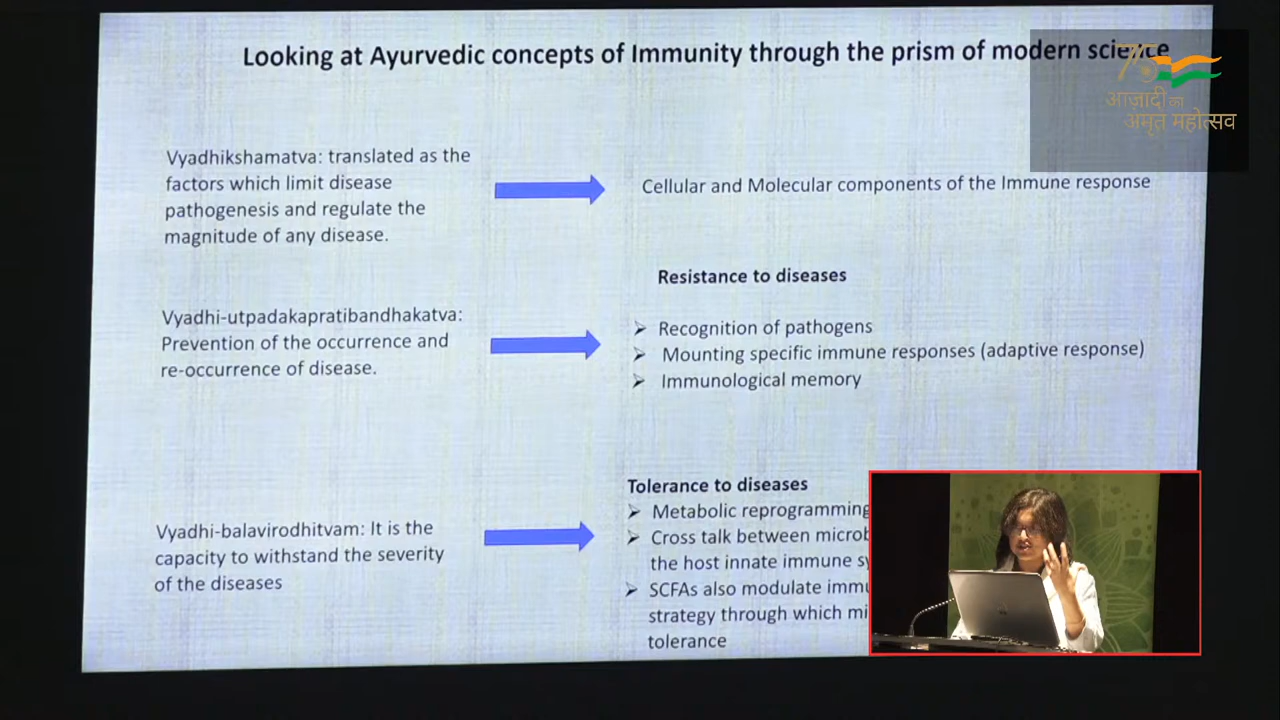 Looking at Ayurvedic concepts of Immunity through the prism of modern science
75
आज़ादी का
अमृत महोत्सव
Vyadhikshamatva: translated as the
factors which limit disease
pathogenesis and regulate the
magnitude of any disease.
Cellular and Molecular components of the Immune response
Resistance to diseases
Vyadhi-utpadakapratibandhakatva:
Prevention of the occurrence and
re-occurrence of disease.
➢ Recognition of pathogens
➢ Mounting specific immune responses (adaptive response)
➢ Immunological memory
Vyadhi-balavirodhitvam: It is the
capacity to withstand the severity
of the diseases
Tolerance to diseases
➢ Metabolic reprogramming
➢ Cross talk between
the host innate immune
➢ SCFAs also modulate
strategy through which
tolerance